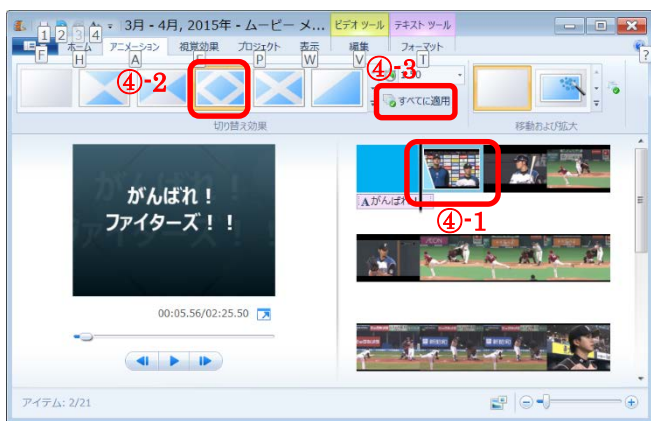 3月 - 4月, 2015年 - ムービー メ...
ビデオ ツール
テキスト ツール
1 2 3 4
ホーム アニメーション 視覚効果 プロジェクト 表示 編集 フォーマット
F H A P W V T ?
④-2
④-3
すべてに適用
切り替え効果
移動および拡大
がんばれ!
ファイターズ!!
A がんばれ!
④-1
00:05.56/02:25.50
アイテム: 2/21